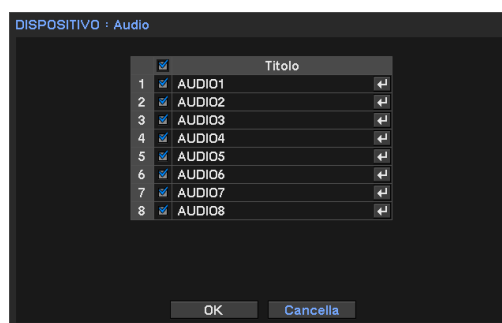 DISPOSITIVO : Audio
Titolo
1 AUDIO1
2 AUDIO2
3 AUDIO3
4 AUDIO4
5 AUDIO5
6 AUDIO6
7 AUDIO7
8 AUDIO8
OK Cancella